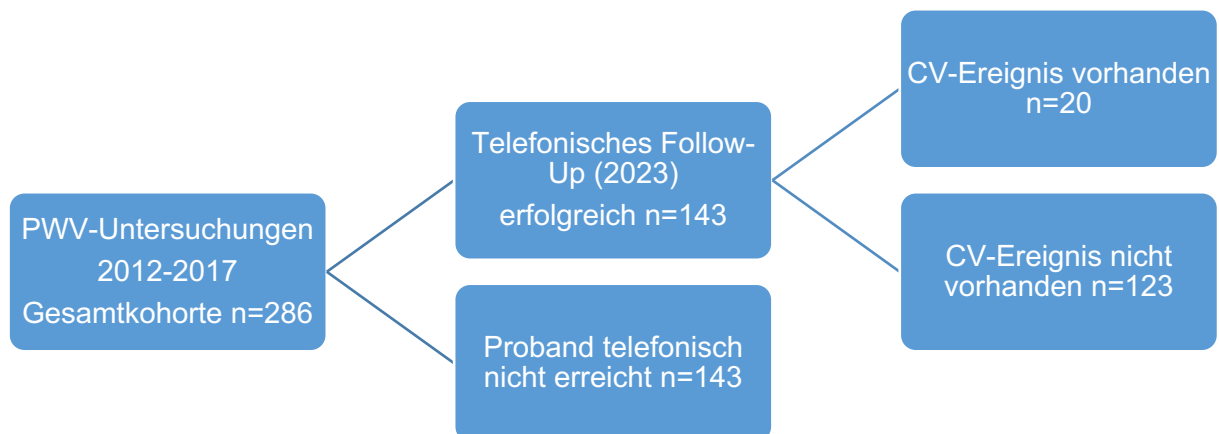 PWV-Untersuchungen
2012-2017
Gesamtkohorte n=286
Telefonisches Follow-
Up (2023)
erfolgreich n=143
Proband telefonisch
nicht erreicht n=143
CV-Ereignis vorhanden
n=20
CV-Ereignis nicht
vorhanden n=123